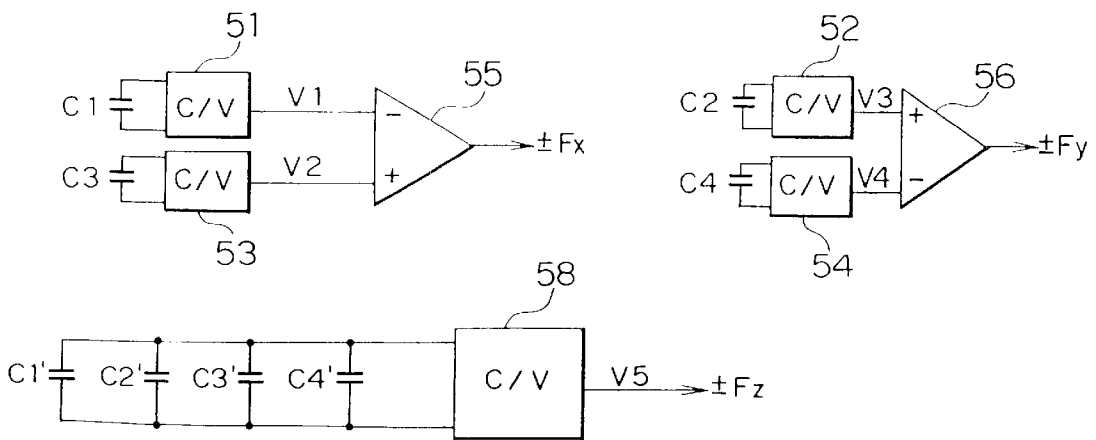 51
C1
C/V
V1
55
-
+
±Fx
C3
C/V
V2
53
52
C2
C/V
V3
56
+
-
±Fy
C4
C/V
V4
54
58
C1'
C2'
C3'
C4'
C/V
V5
±Fz